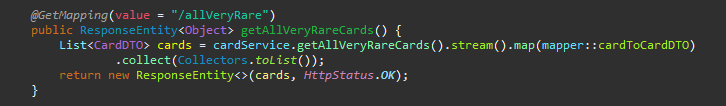 @GetMapping(value = "/allVeryRare")
public ResponseEntity<Object> getAllVeryRareCards() {
    List<CardDTO> cards = cardService.getAllVeryRareCards().stream().map(mapper::cardToCardDTO)
            .collect(Collectors.toList());
    return new ResponseEntity<>(cards, HttpStatus.OK);
}